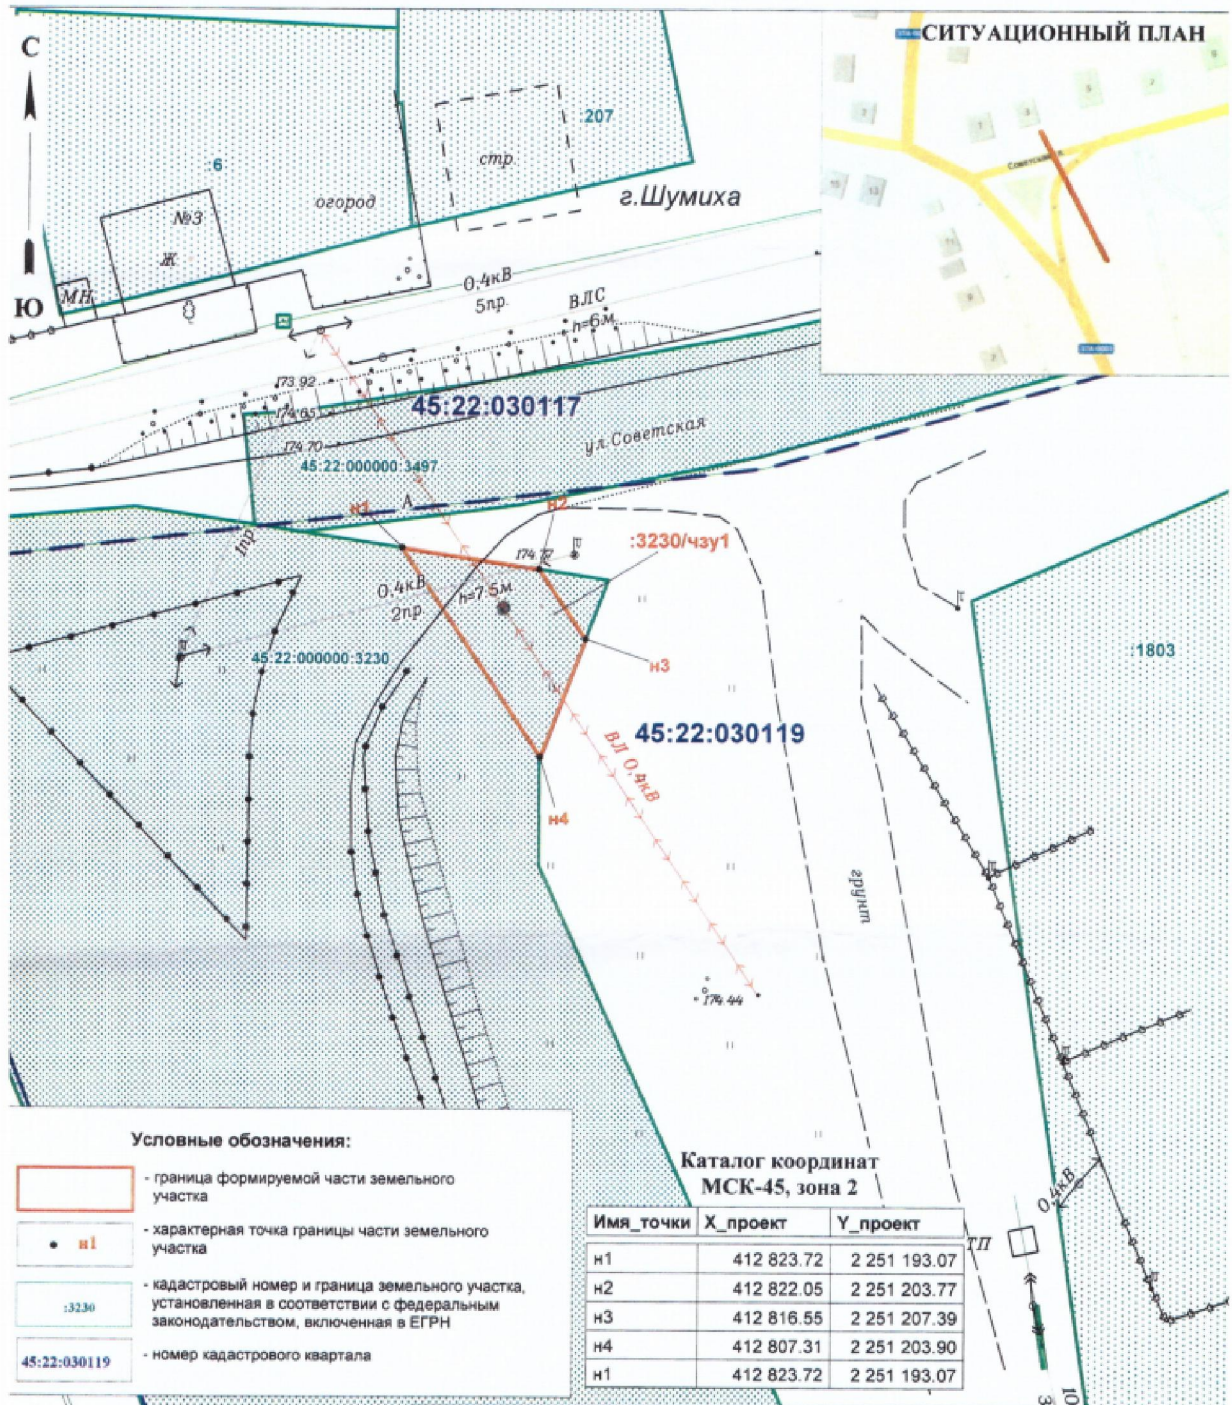 С
СИТУАЦИОННЫЙ ПЛАН
Советская ул.
:207
:6
стр.
огород
г.Шумиха
№3
Ж
МН
Ю
0,4кВ
5пр.
ВЛС
h=6м
173.92
174.65
174.70
45:22:030117
ул.Советская
45:22:000000:3497
А
н1
н2
1пр.
174.77
:3230/чзу1
0,4кВ
2пр.
h=7.5м
45:22:000000:3230
н3
:1803
45:22:030119
ВЛ 0,4кВ
н4
грунт
174.44
Условные обозначения:
- граница формируемой части земельного
участка
н1
- характерная точка границы части земельного
участка
:3230
- кадастровый номер и граница земельного участка,
установленная в соответствии с федеральным
законодательством, включенная в ЕГРН
45:22:030119
- номер кадастрового квартала
Каталог координат
МСК-45, зона 2
Имя_точки X_проект Y_проект
н1 412 823.72 2 251 193.07
н2 412 822.05 2 251 203.77
н3 412 816.55 2 251 207.39
н4 412 807.31 2 251 203.90
н1 412 823.72 2 251 193.07
0,4кВ
ТП
10
3